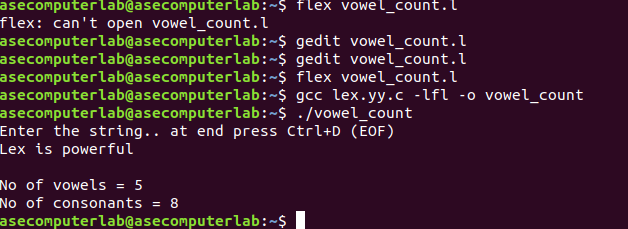 asecomputerlab@asecomputerlab:~$ flex vowel_count.l
flex: can't open vowel_count.l
asecomputerlab@asecomputerlab:~$ gedit vowel_count.l
asecomputerlab@asecomputerlab:~$ gedit vowel_count.l
asecomputerlab@asecomputerlab:~$ flex vowel_count.l
asecomputerlab@asecomputerlab:~$ gcc lex.yy.c -lfl -o vowel_count
asecomputerlab@asecomputerlab:~$ ./vowel_count
Enter the string.. at end press Ctrl+D (EOF)
Lex is powerful
No of vowels = 5
No of consonants = 8
asecomputerlab@asecomputerlab:~$